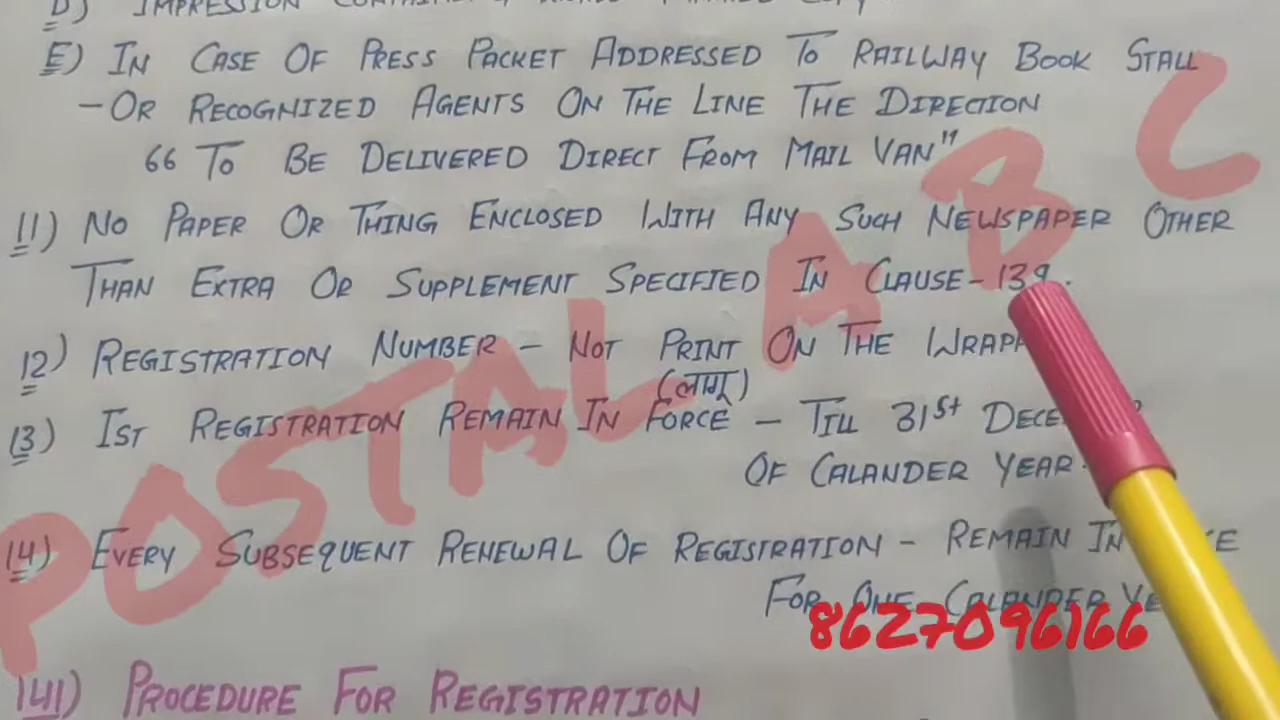 E) IN CASE OF PRESS PACKET ADDRESSED TO RAILWAY BOOK STALL
- OR RECOGNIZED AGENTS ON THE LINE THE DIRECTION
66 TO BE DELIVERED DIRECT FROM MAIL VAN"
11) NO PAPER OR THING ENCLOSED WITH ANY SUCH NEWSPAPER OTHER
THAN EXTRA OR SUPPLEMENT SPECIFIED IN CLAUSE - 139.
12) REGISTRATION NUMBER - NOT PRINT ON THE
(लागू)
13) IST REGISTRATION REMAIN IN FORCE - TILL 31st
OF CALANDER YEAR.
14) EVERY SUBSEQUENT RENEWAL OF REGISTRATION - REMAIN IN
FOR ONE CALANDER
8627096166
141) PROCEDURE FOR REGISTRATION
POSTAL ABC